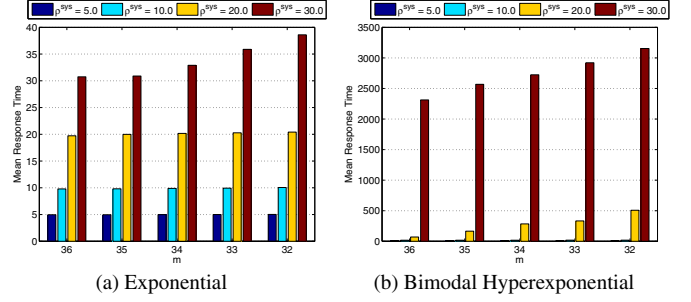 ρsys = 5.0 ρsys = 10.0 ρsys = 20.0 ρsys = 30.0
40
35
30
25
20
15
10
5
0
Mean Response Time
36 35 34 33 32
m
(a) Exponential
ρsys = 5.0 ρsys = 10.0 ρsys = 20.0 ρsys = 30.0
3500
3000
2500
2000
1500
1000
500
0
Mean Response Time
36 35 34 33 32
m
(b) Bimodal Hyperexponential